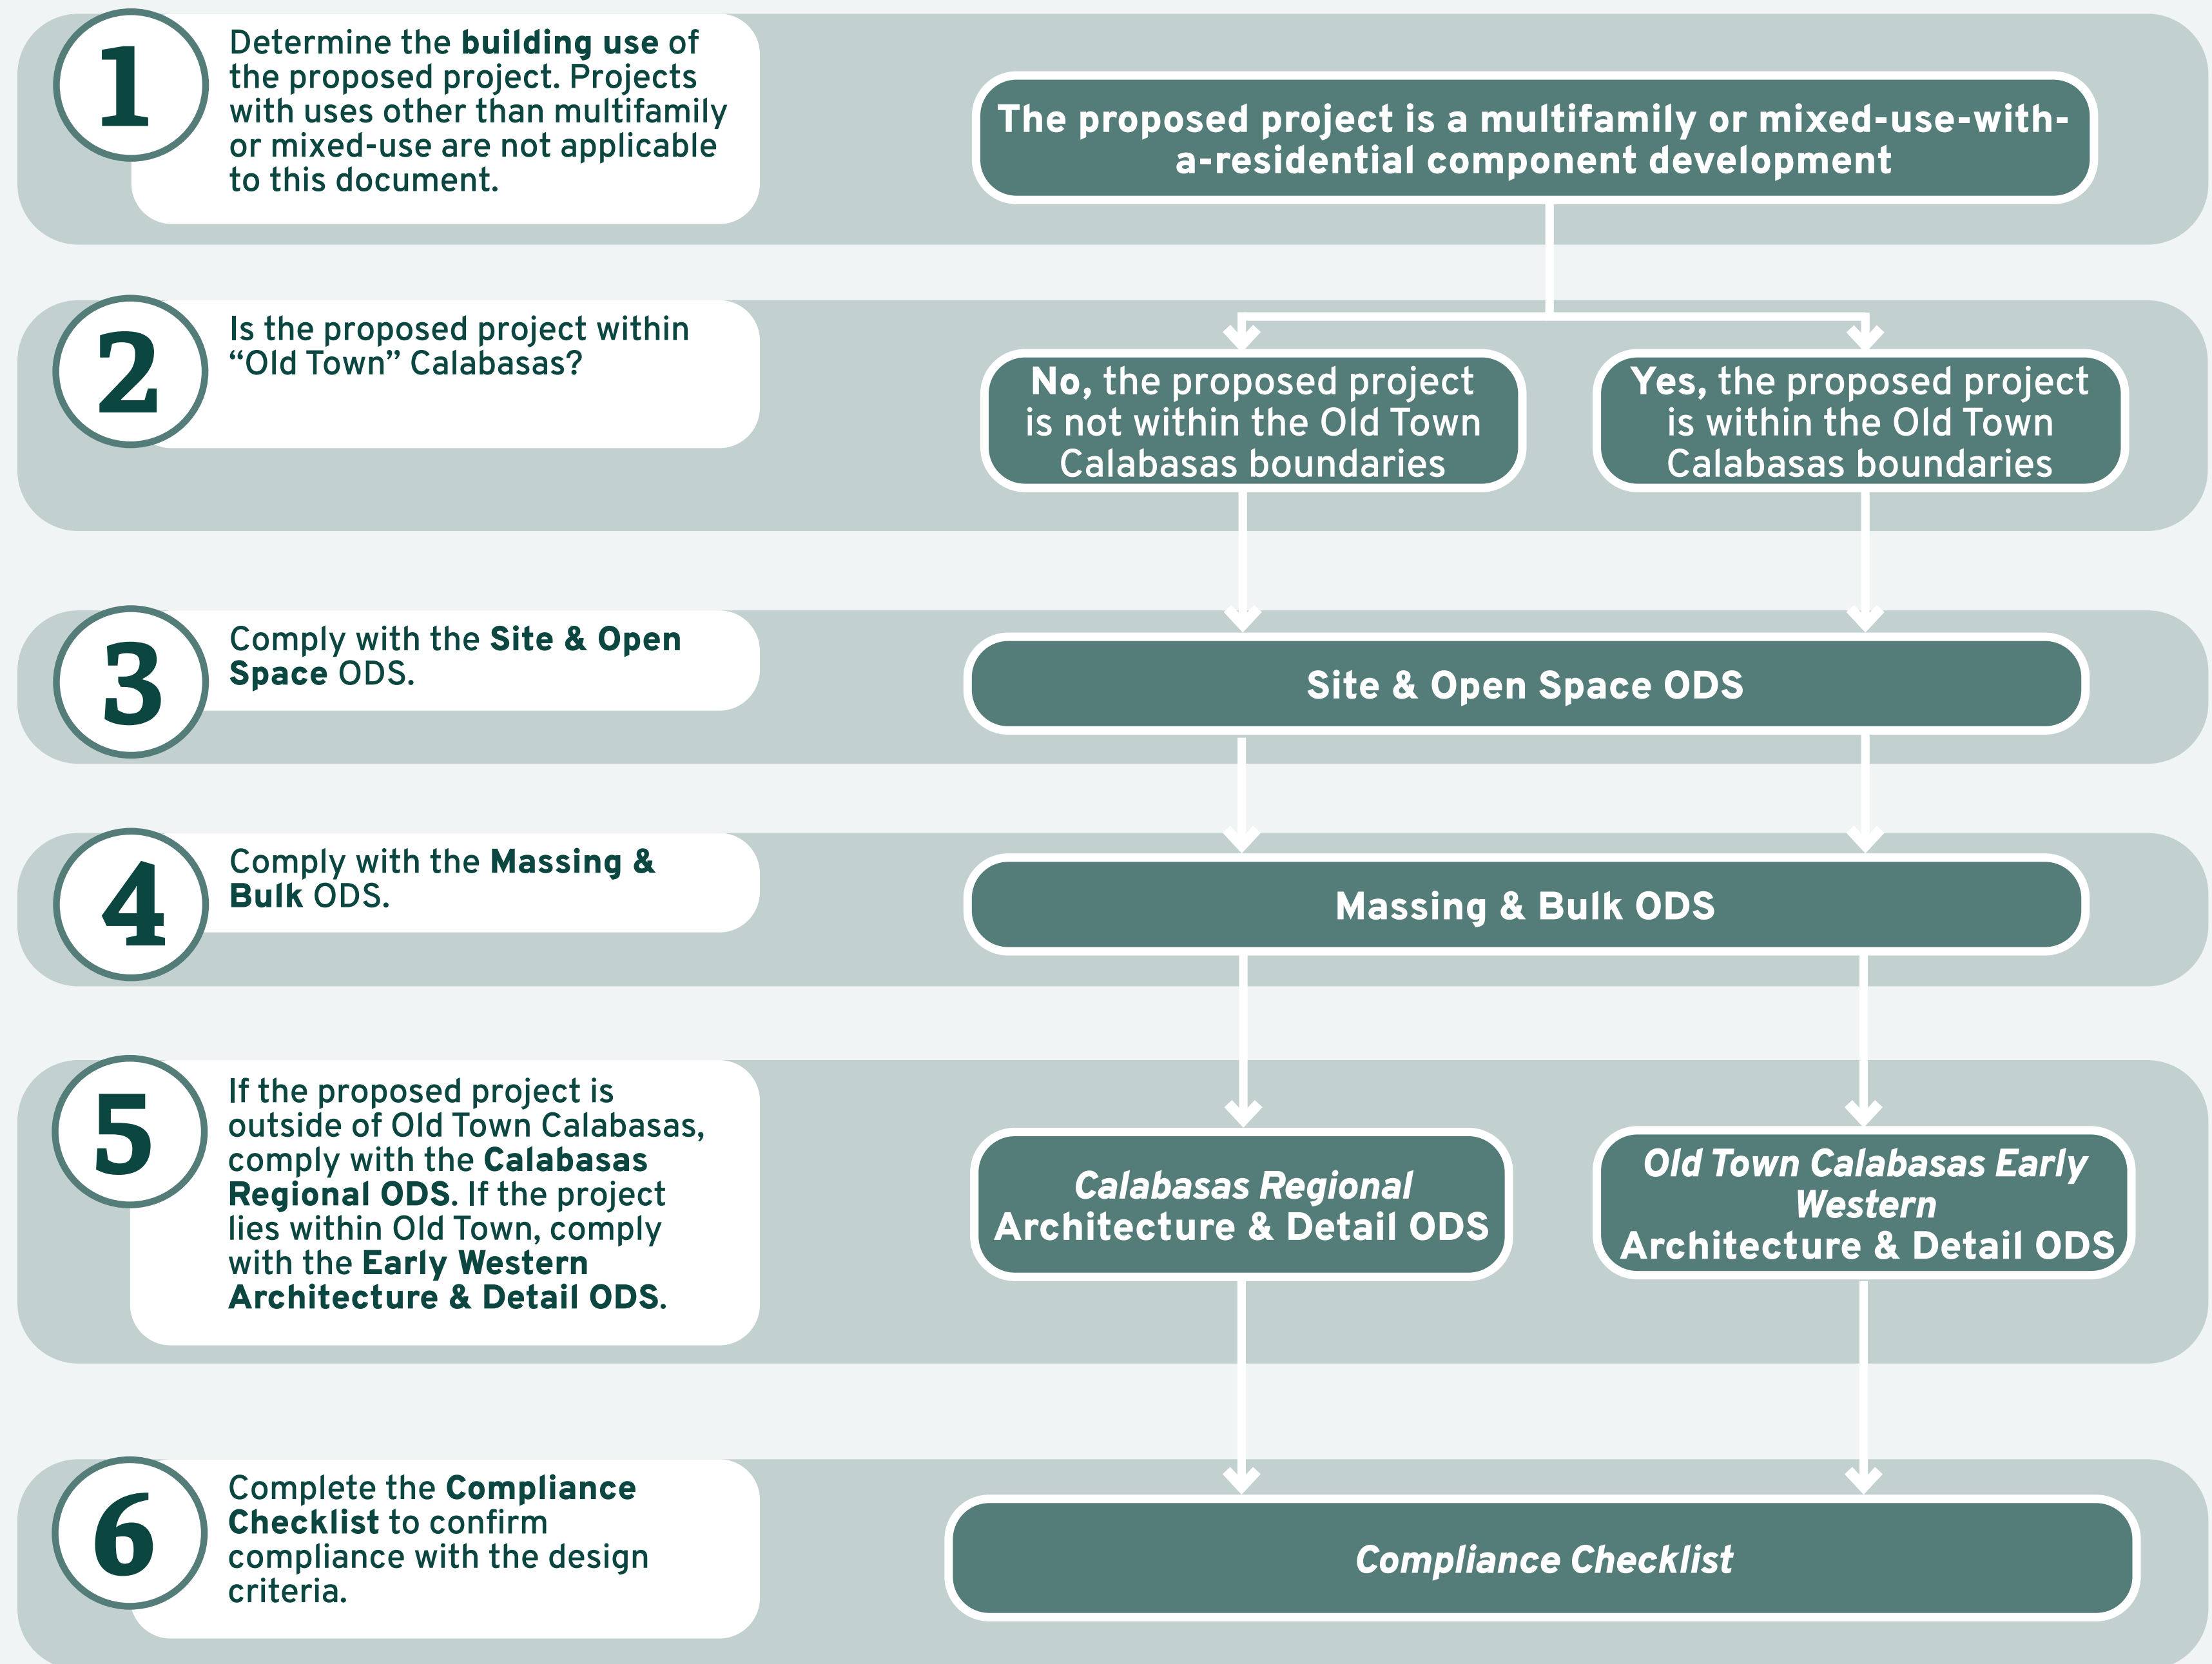 1
Determine the building use of
the proposed project. Projects
with uses other than multifamily
or mixed-use are not applicable
to this document.
The proposed project is a multifamily or mixed-use-with-
a-residential component development
2
Is the proposed project within
“Old Town” Calabasas?
No, the proposed project
is not within the Old Town
Calabasas boundaries
Yes, the proposed project
is within the Old Town
Calabasas boundaries
3
Comply with the Site & Open
Space ODS.
Site & Open Space ODS
4
Comply with the Massing &
Bulk ODS.
Massing & Bulk ODS
5
If the proposed project is
outside of Old Town Calabasas,
comply with the Calabasas
Regional ODS. If the project
lies within Old Town, comply
with the Early Western
Architecture & Detail ODS.
Calabasas Regional
Architecture & Detail ODS
Old Town Calabasas Early
Western
Architecture & Detail ODS
6
Complete the Compliance
Checklist to confirm
compliance with the design
criteria.
Compliance Checklist